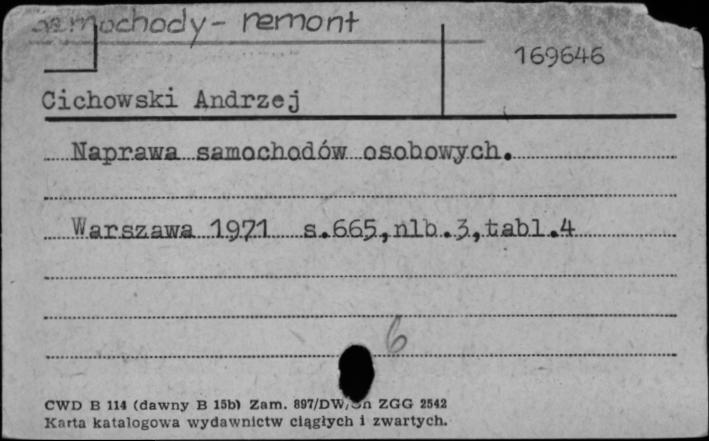 samochody - remont
169646
Cichowski Andrzej
Naprawa samochodów osobowych.
Warszawa 1971 s.665,nlb.3,tabl.4
6
CWD B 114 (dawny B 15b) Zam. 897/DW/ ZGG 2542
Karta katalogowa wydawnictw ciągłych i zwartych.